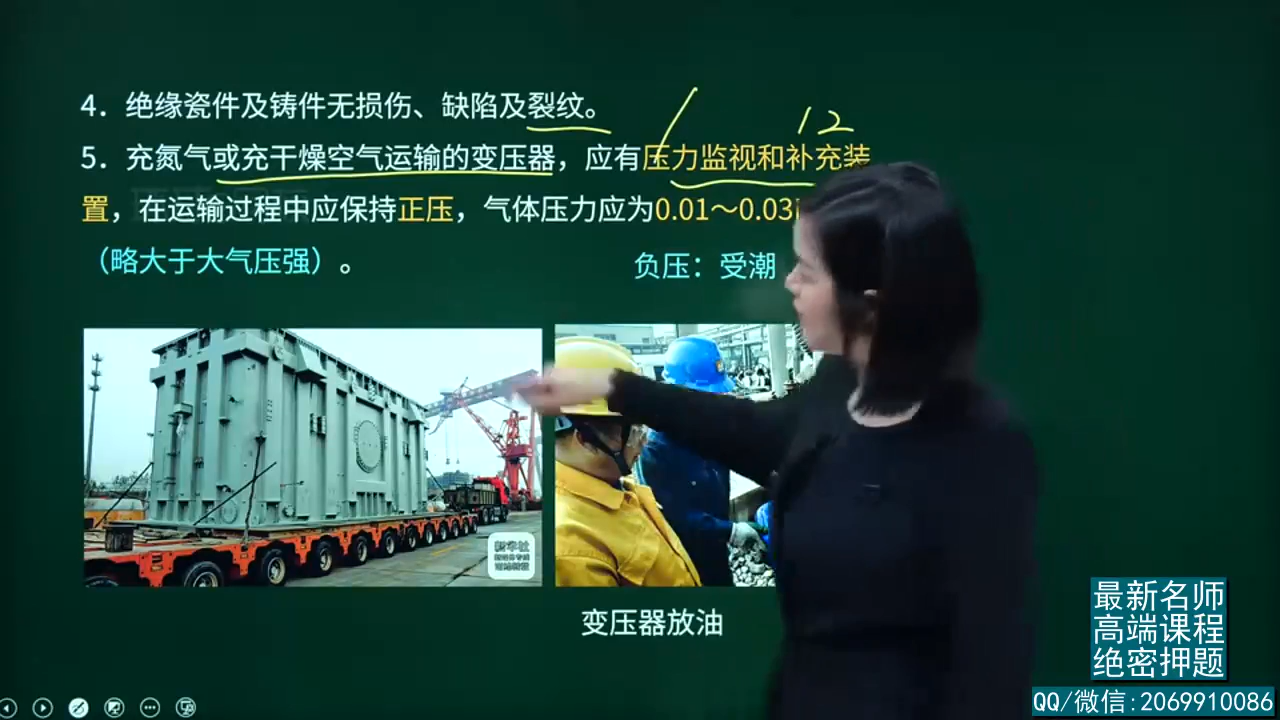 4. 绝缘瓷件及铸件无损伤、缺陷及裂纹。
12
5. 充氮气或充干燥空气运输的变压器，应有压力监视和补充装
置，在运输过程中应保持正压，气体压力应为0.01～0.03
（略大于大气压强）。
负压：受潮
变压器放油
最新名师
高端课程
绝密押题
QQ/微信:2069910086